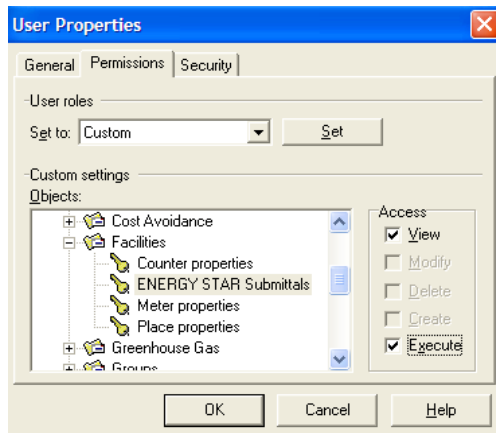 User Properties
General Permissions Security
User roles
Set to: Custom Set
Custom settings
Objects:
Cost Avoidance
Facilities
Counter properties
ENERGY STAR Submittals
Meter properties
Place properties
Greenhouse Gas
Groups
Access
View
Modify
Delete
Create
Execute
OK Cancel Help